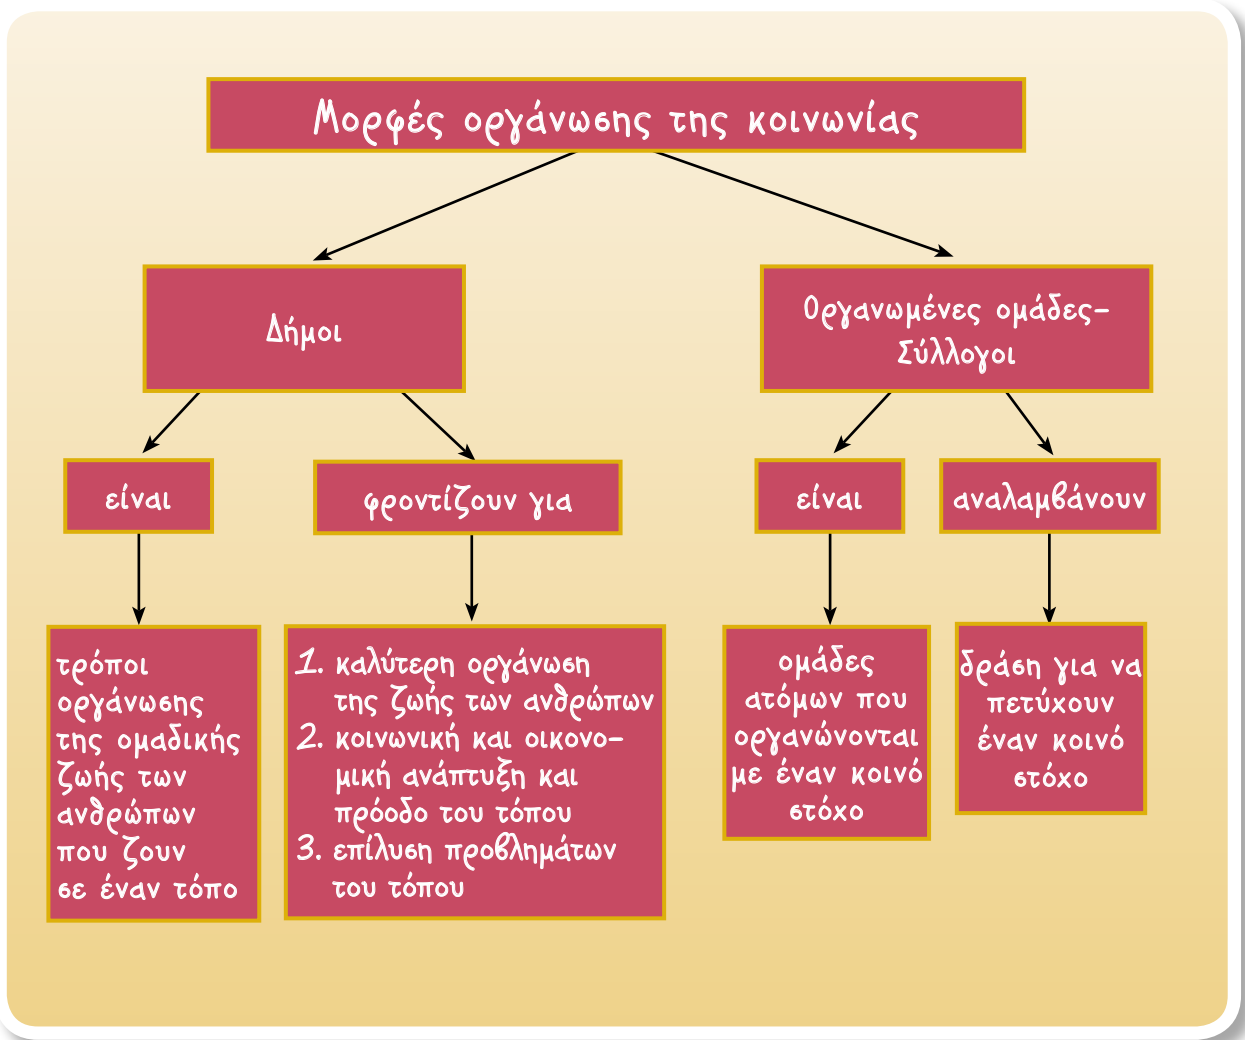 Μορφές οργάνωσης της κοινωνίας
Δήμοι
Οργανωμένες ομάδες-
Σύλλογοι
είναι
φροντίζουν για
είναι
αναλαμβάνουν
τρόποι
οργάνωσης
της ομαδικής
ζωής των
ανθρώπων
που ζουν
σε έναν τόπο
1. καλύτερη οργάνωση
της ζωής των ανθρώπων
2. κοινωνική και οικονο-
μική ανάπτυξη και
πρόοδο του τόπου
3. επίλυση προβλημάτων
του τόπου
ομάδες
ατόμων που
οργανώνονται
με έναν κοινό
στόχο
δράση για να
πετύχουν
έναν κοινό
στόχο